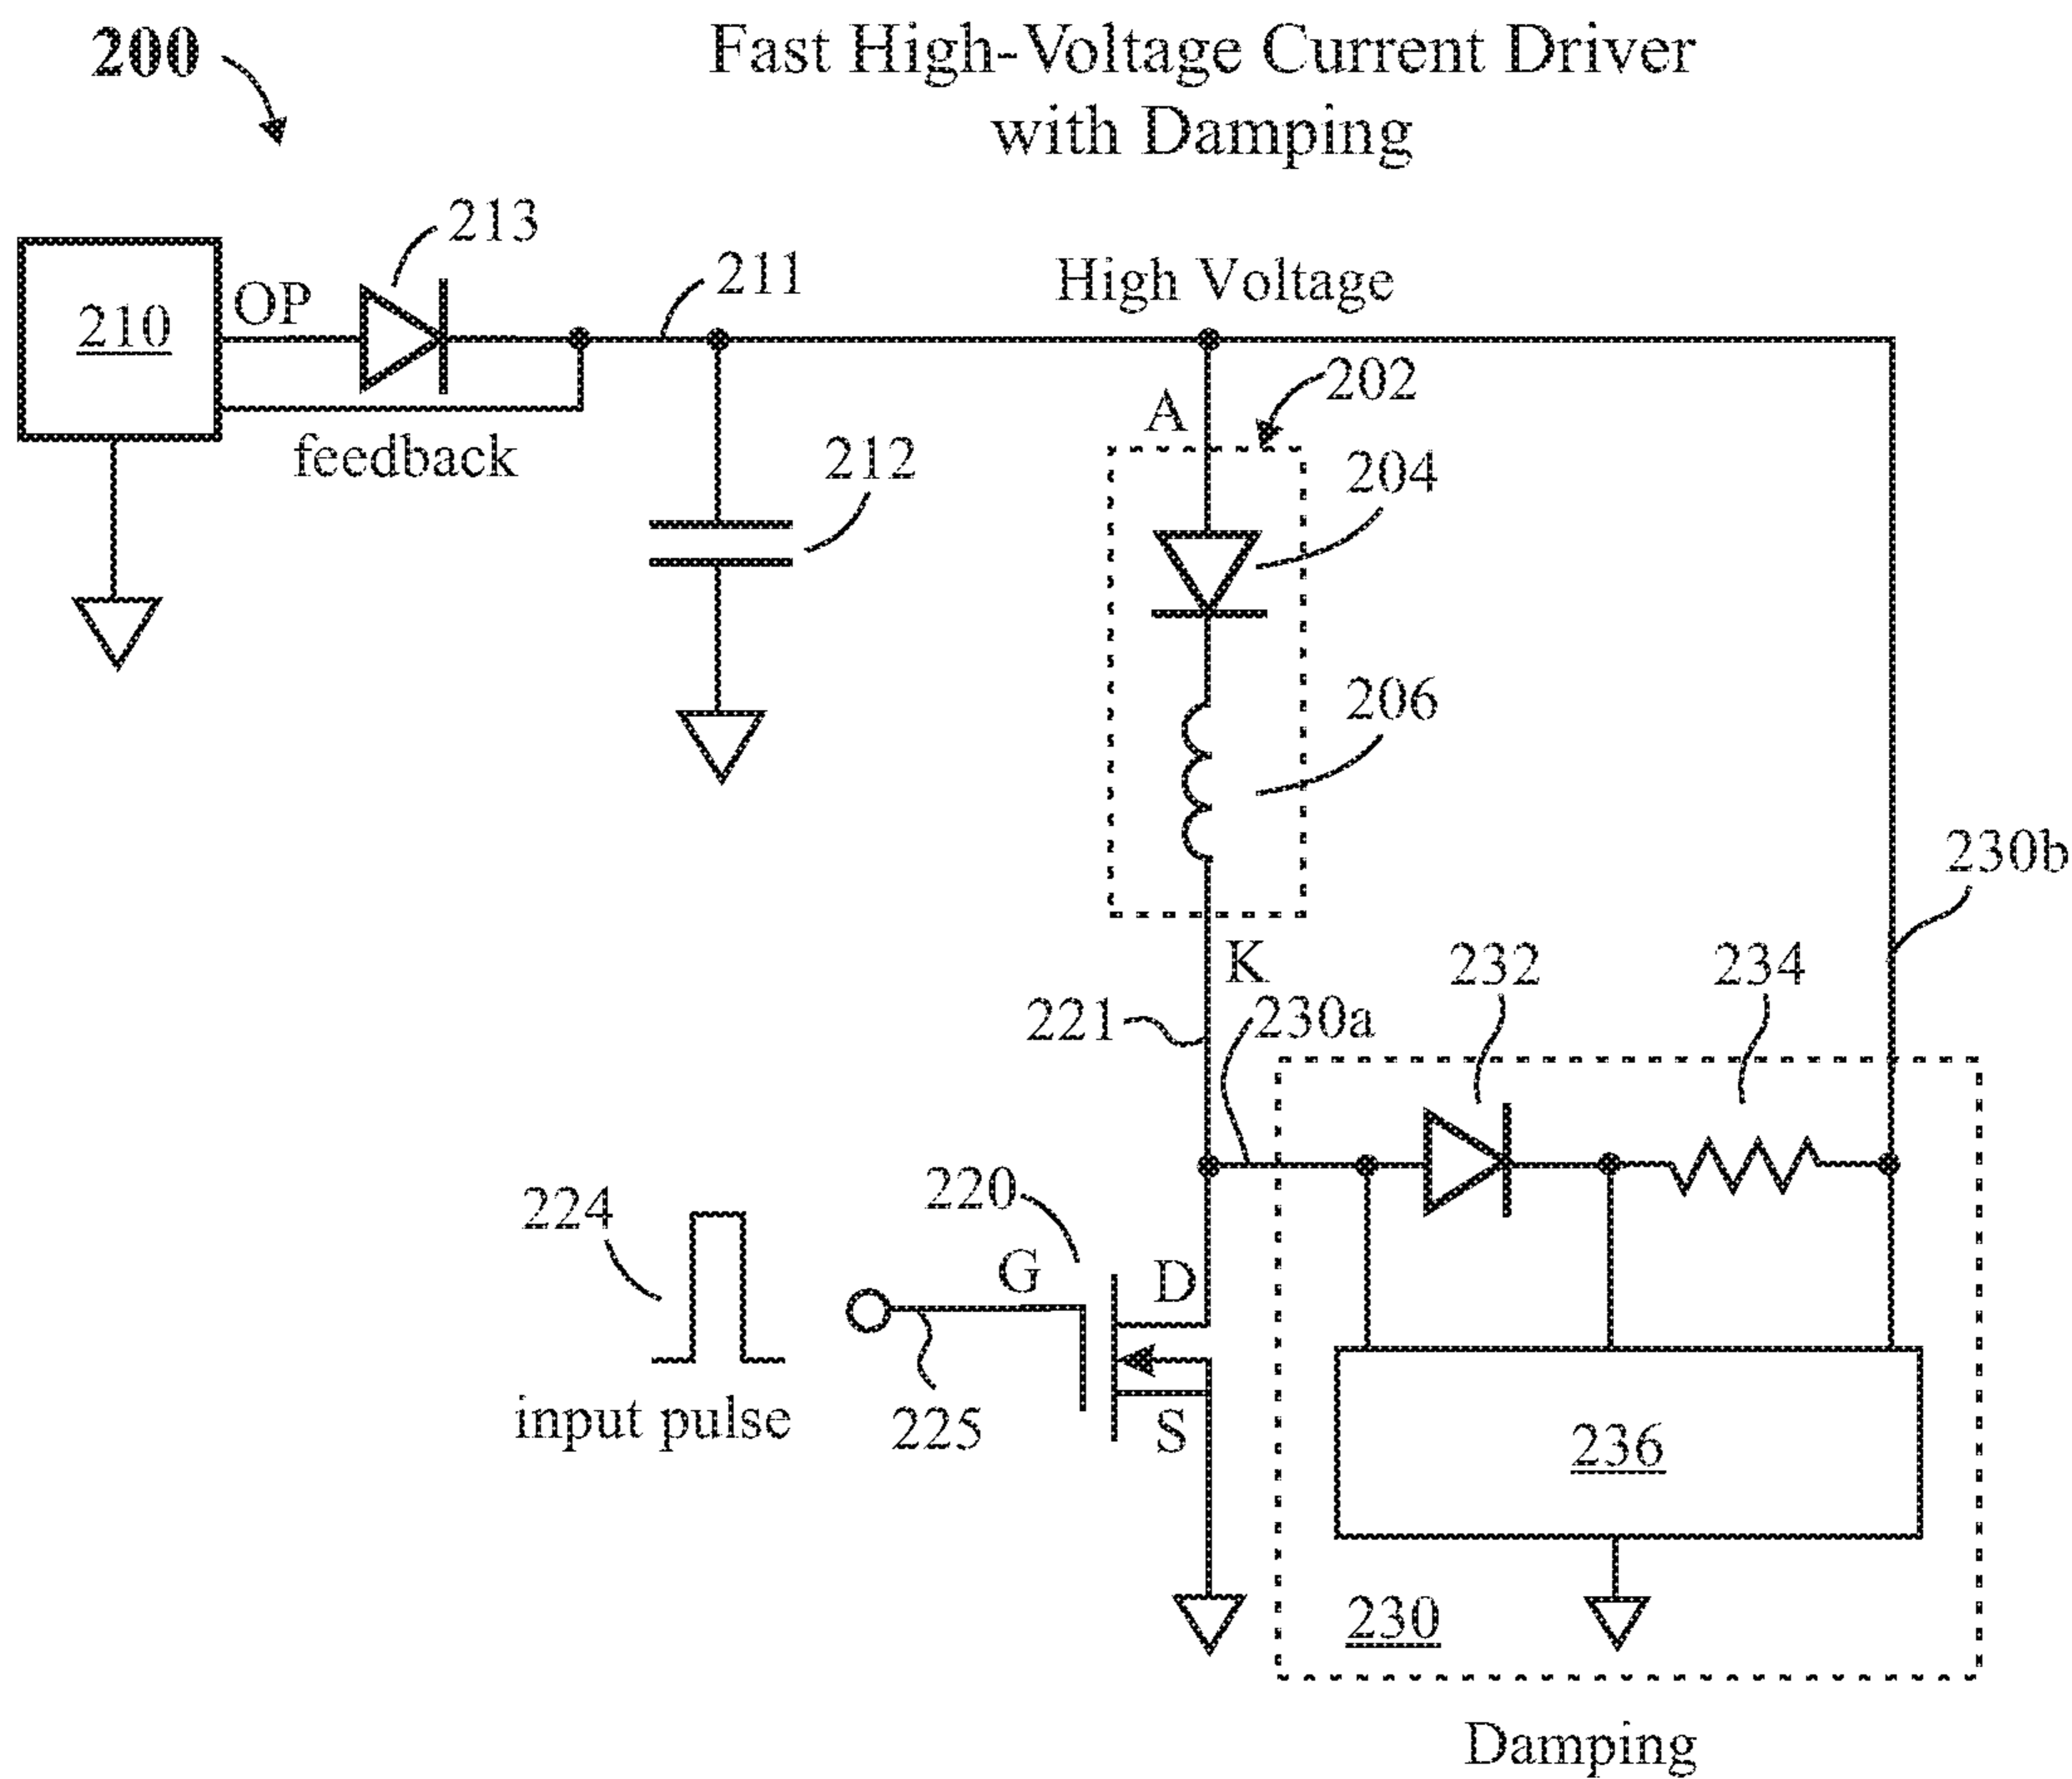 200
Fast High-Voltage Current Driver
with Damping
213
210
OP
211
High Voltage
feedback
A
202
212
204
206
230b
K
232
234
221
230a
224
220
G
D
input pulse
225
S
236
230
Damping